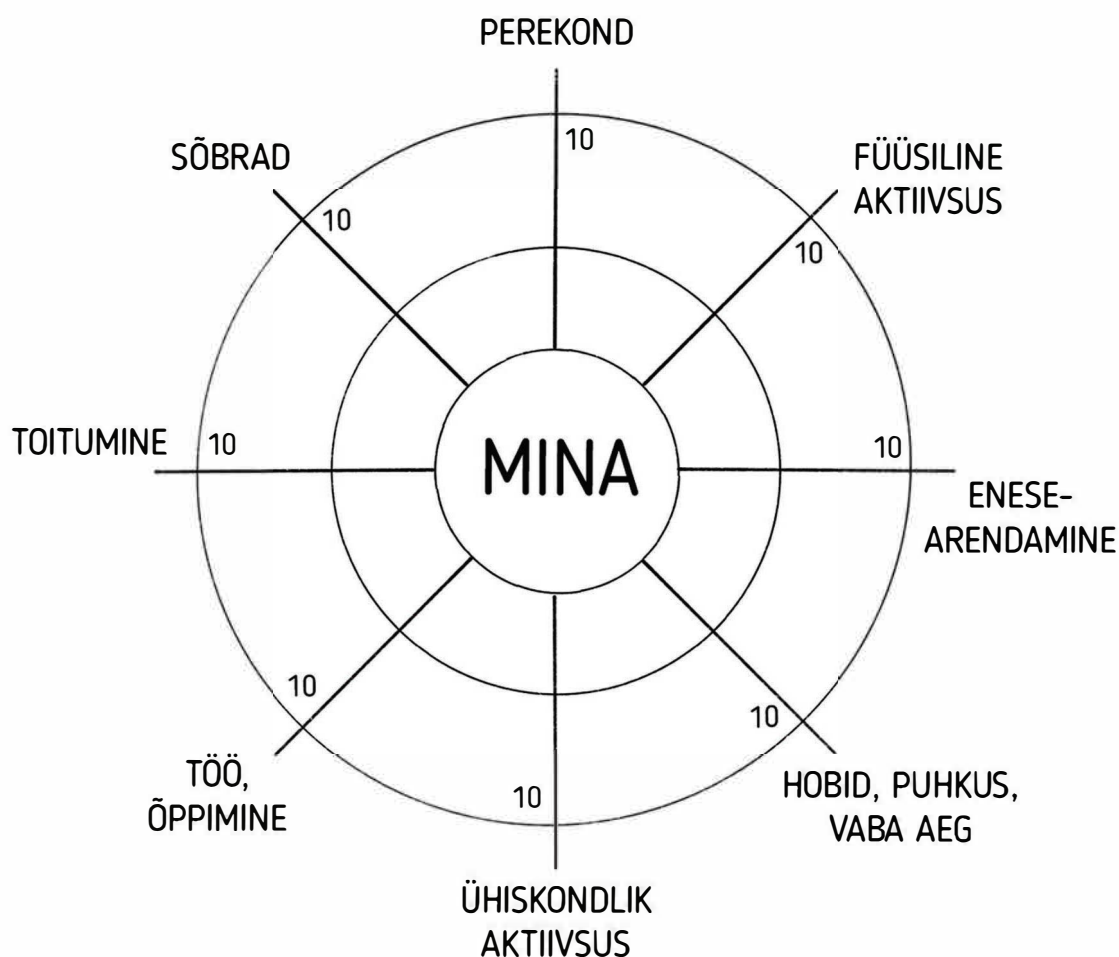 PEREKOND
10
SÕBRAD
10
FÜÜSILINE
AKTIIVSUS
10
TOITUMINE
10
MINA
10
ENESE-
ARENDAMINE
10
TÖÖ,
ÕPPIMINE
10
HOBID, PUHKUS,
VABA AEG
10
ÜHISKONDLIK
AKTIIVSUS